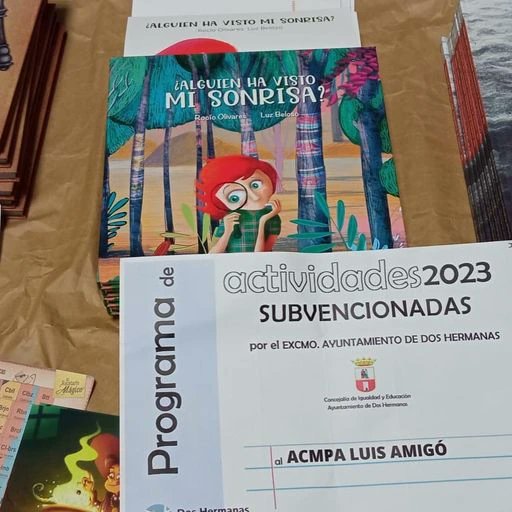 ¿ALGUIEN HA VISTO MI SONRISA?
Rocío Olivares Luz Beloso
¿ALGUIEN HA VISTO
MI SONRISA?
Rocío Olivares Luz Beloso
Programa de
actividades2023
SUBVENCIONADAS
por el EXCMO. AYUNTAMIENTO DE DOS HERMANAS
Concejalía de Igualdad y Educación
Ayuntamiento de Dos Hermanas
al ACMPA LUIS AMIGÓ
Dos Hermanas